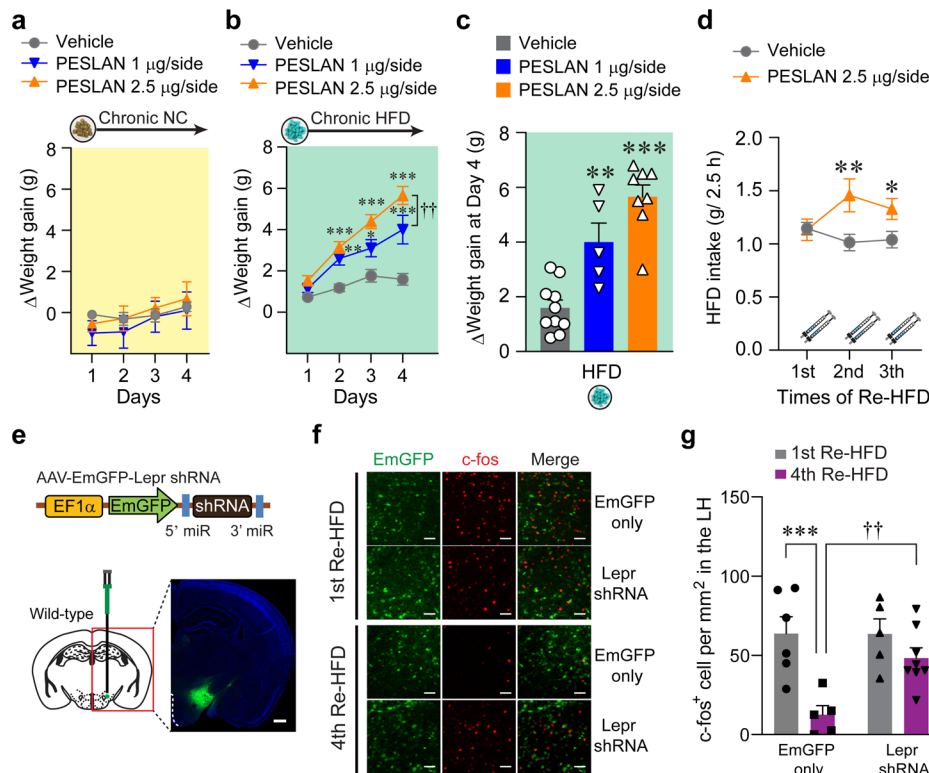 a
Vehicle
PESLAN 1 μg/side
PESLAN 2.5 μg/side
Chronic NC
ΔWeight gain (g)
8
6
4
2
0
1 2 3 4
Days
b
Vehicle
PESLAN 1 μg/side
PESLAN 2.5 μg/side
Chronic HFD
ΔWeight gain (g)
8
6
4
2
0
***
***
***
***
**
*
††
1 2 3 4
Days
c
Vehicle
PESLAN 1 μg/side
PESLAN 2.5 μg/side
ΔWeight gain at Day 4 (g)
8
6
4
2
0
**
***
HFD
d
Vehicle
PESLAN 2.5 μg/side
HFD intake (g/ 2.5 h)
2.0
1.5
1.0
0.5
0.0
**
*
1st 2nd 3th
Times of Re-HFD
e
AAV-EmGFP-Lepr shRNA
EF1α EmGFP shRNA
5' miR 3' miR
Wild-type
f
EmGFP c-fos Merge
1st Re-HFD
EmGFP
only
Lepr
shRNA
4th Re-HFD
EmGFP
only
Lepr
shRNA
g
1st Re-HFD
4th Re-HFD
c-fos+ cell per mm2 in the LH
150
100
50
0
***
††
EmGFP
only
Lepr
shRNA